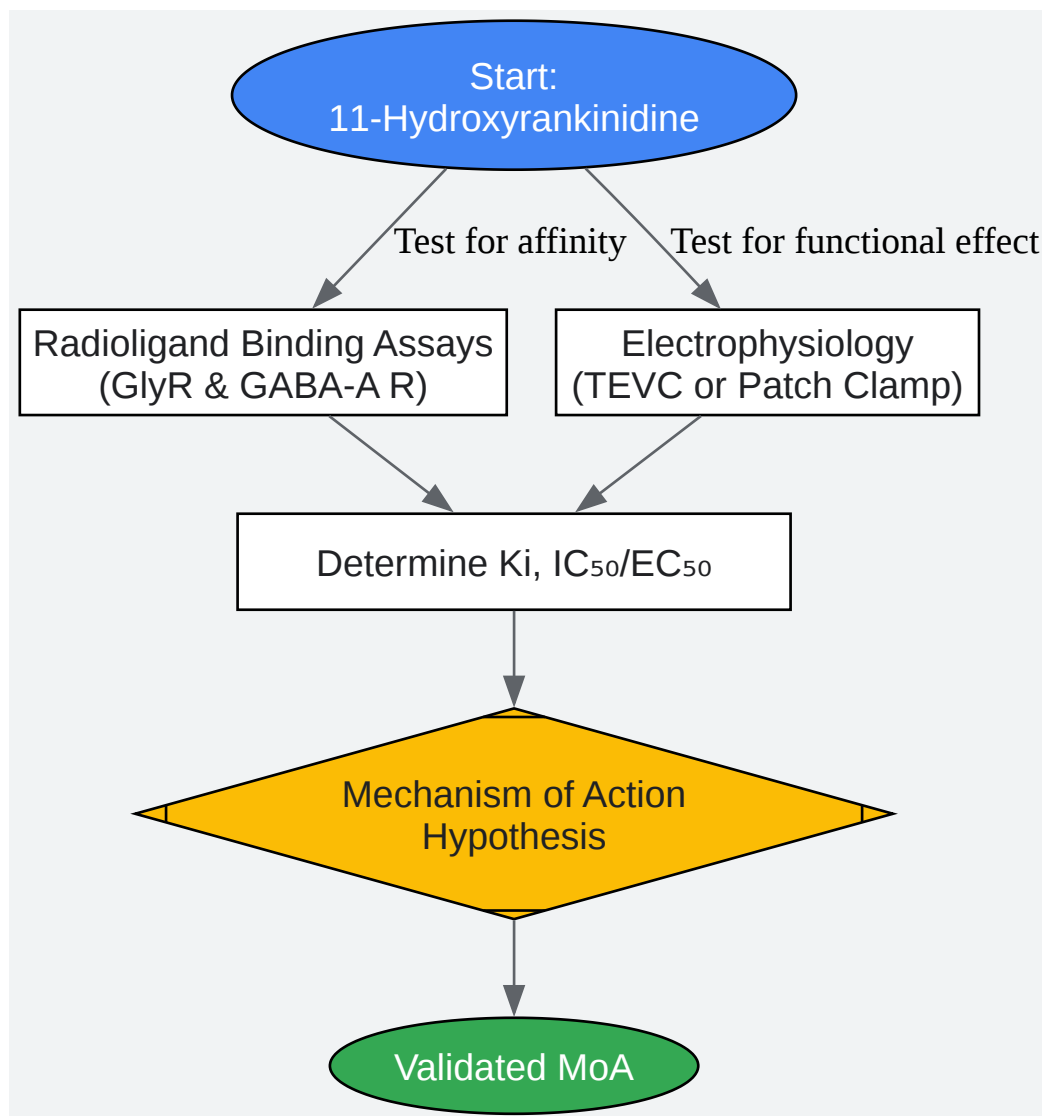 Start:
11-Hydroxyrankinidine
Test for affinity
Test for functional effect
Radioligand Binding Assays
(GlyR & GABA-A R)
Electrophysiology
(TEVC or Patch Clamp)
Determine Ki, IC₅₀/EC₅₀
Mechanism of Action
Hypothesis
Validated MoA